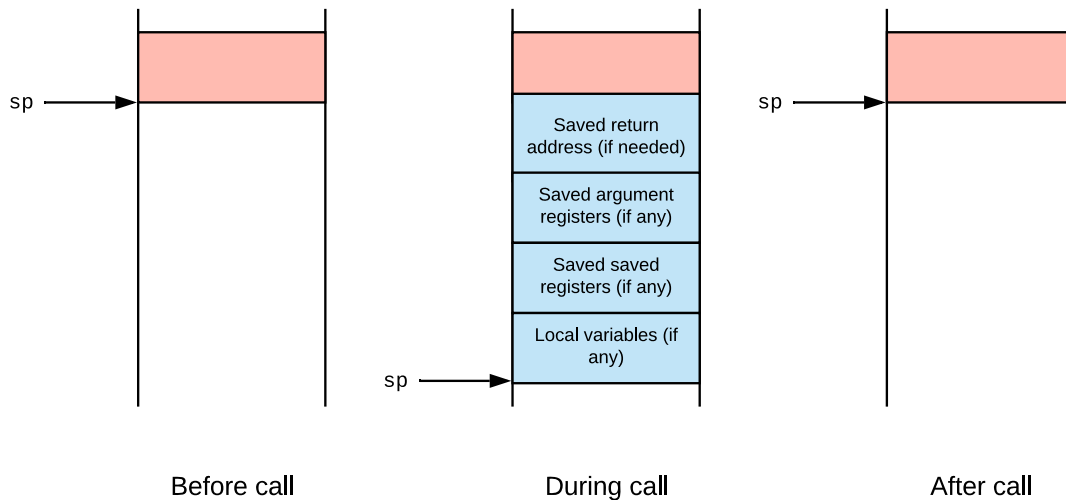 sp
Before call
Saved return
address (if needed)
Saved argument
registers (if any)
Saved saved
registers (if any)
Local variables (if
any)
sp
During call
sp
After call